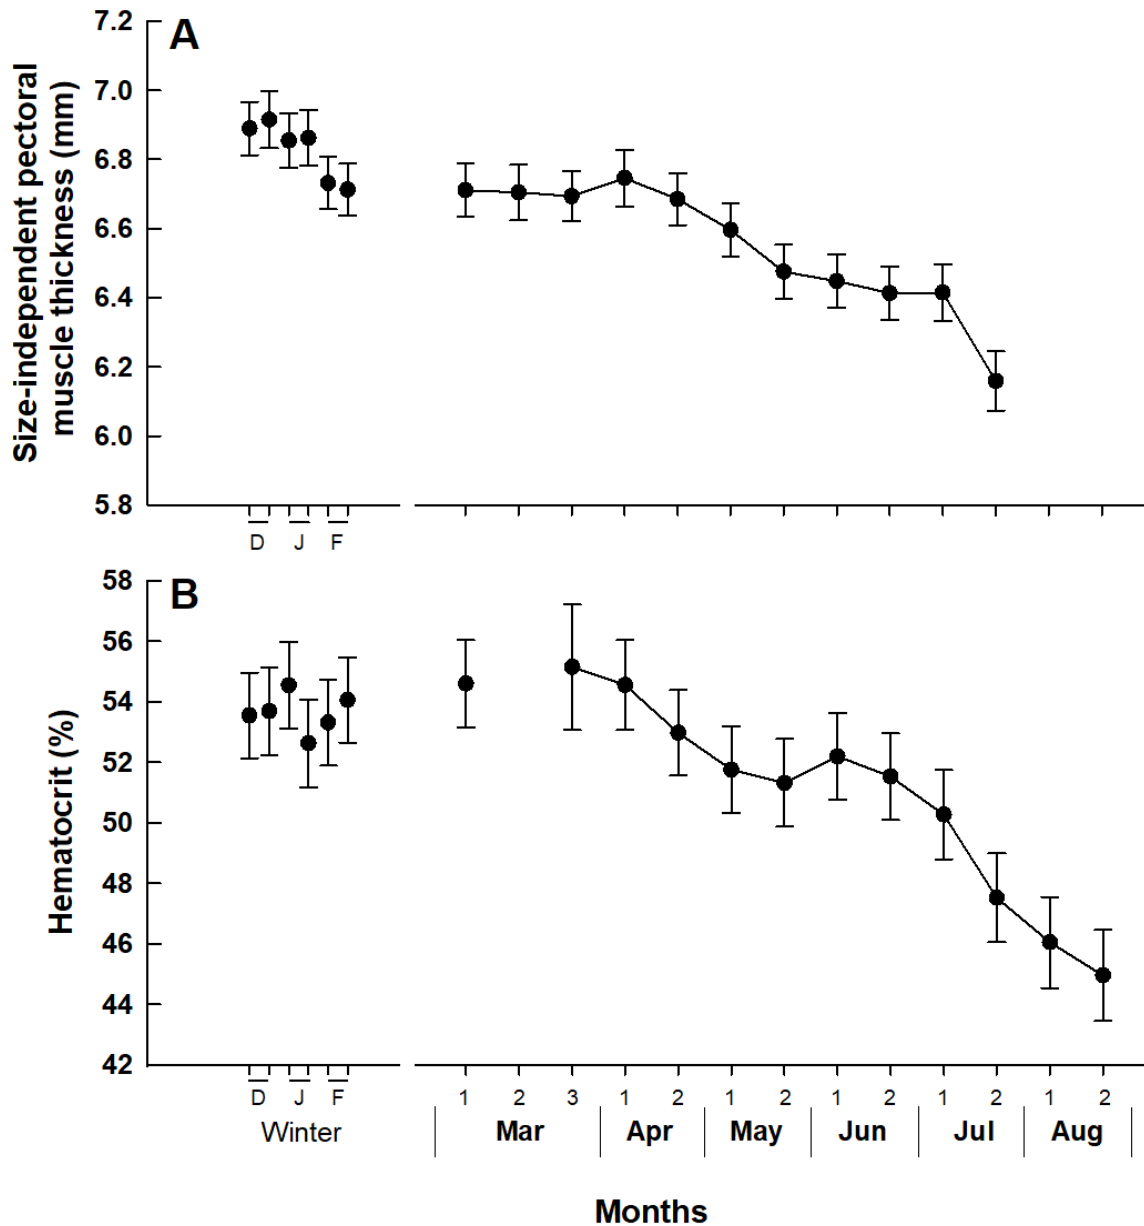 A
Size-independent pectoral
muscle thickness (mm)
7.2
7.0
6.8
6.6
6.4
6.2
6.0
5.8
D J F
B
Hematocrit (%)
58
56
54
52
50
48
46
44
42
D J F 1 2 3 1 2 1 2 1 2 1 2 1 2
Winter Mar Apr May Jun Jul Aug
Months